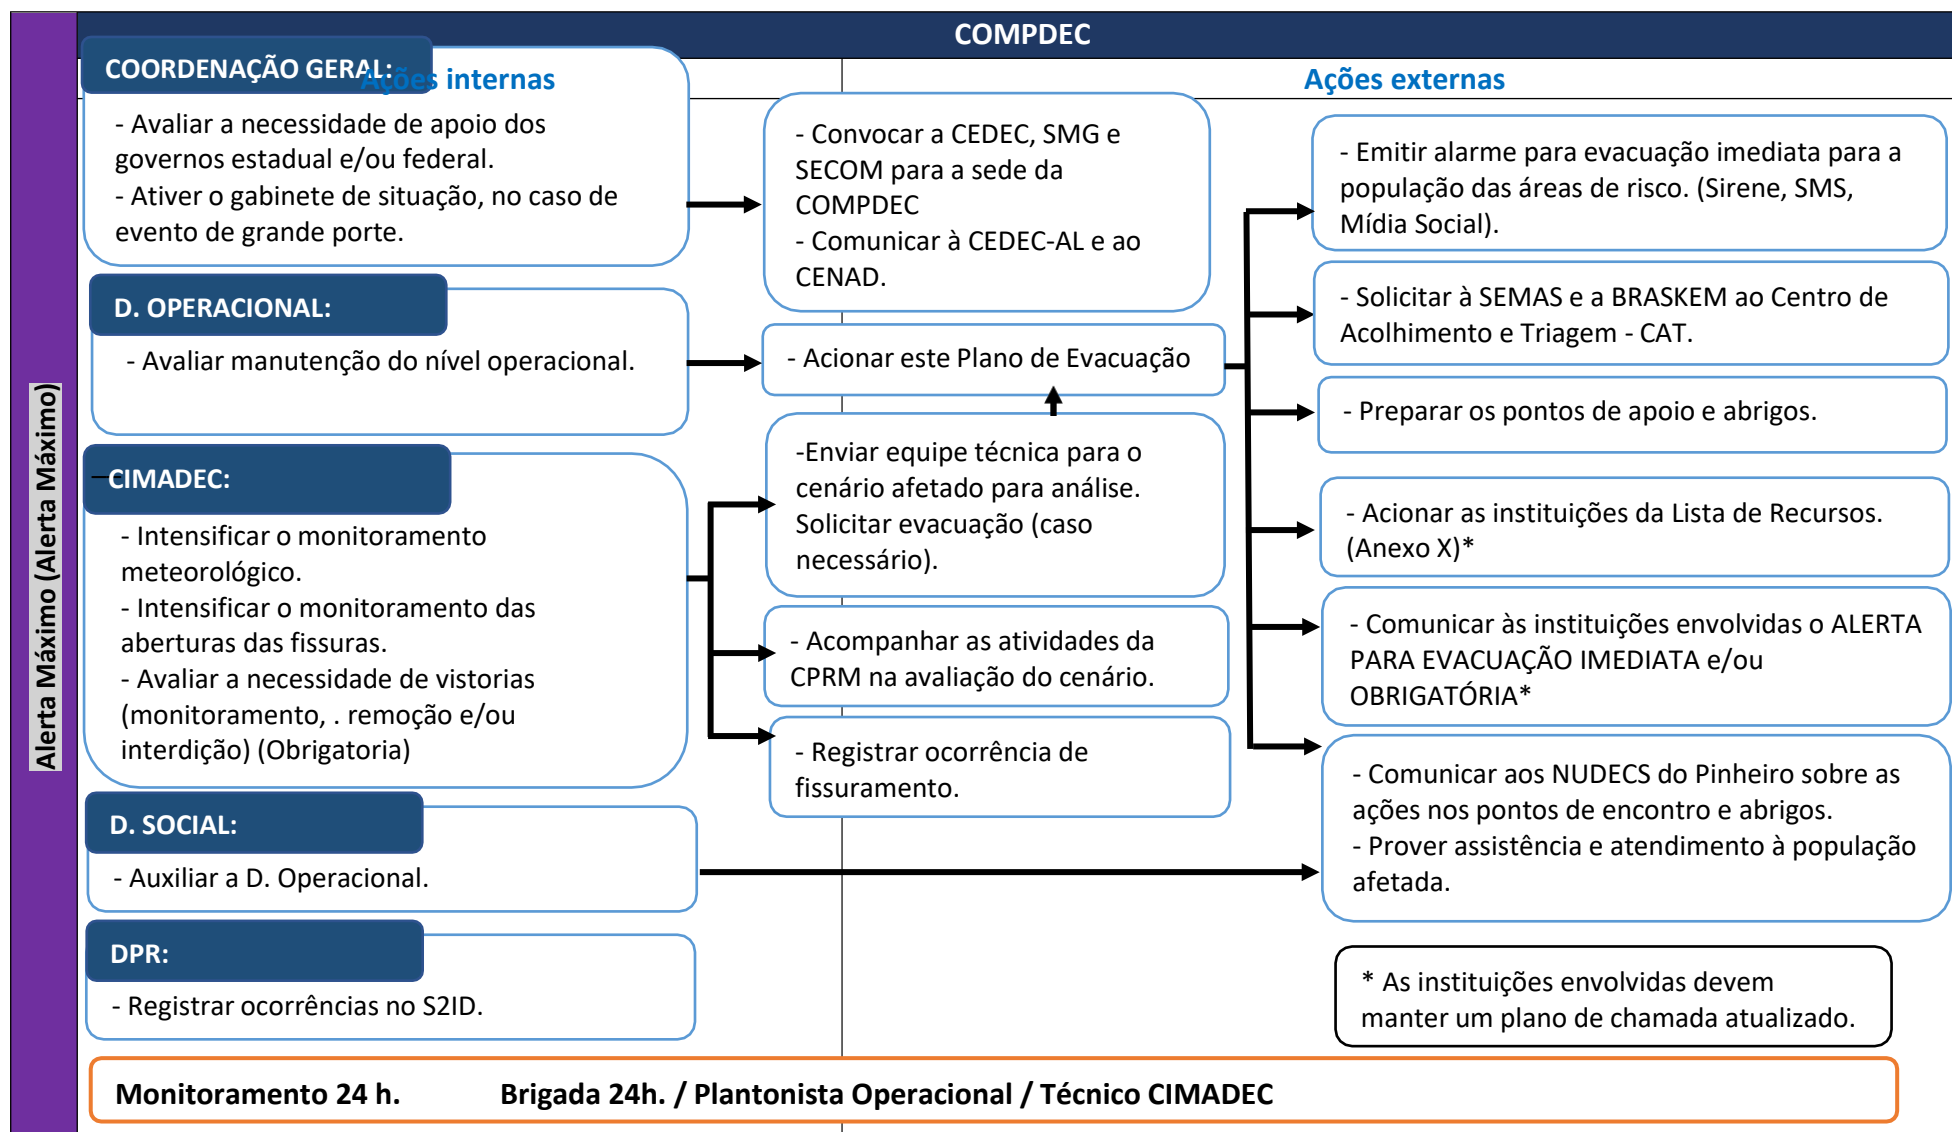 COMPDEC
Alerta Máximo (Alerta Máximo)
Ações internas
Ações externas
COORDENAÇÃO GERAL:
- Avaliar a necessidade de apoio dos
governos estadual e/ou federal.
- Ativer o gabinete de situação, no caso de
evento de grande porte.
- Convocar a CEDEC, SMG e
SECOM para a sede da
COMPDEC
- Comunicar à CEDEC-AL e ao
CENAD.
D. OPERACIONAL:
- Avaliar manutenção do nível operacional.
- Acionar este Plano de Evacuação
CIMADEC:
- Intensificar o monitoramento
meteorológico.
- Intensificar o monitoramento das
aberturas das fissuras.
- Avaliar a necessidade de vistorias
(monitoramento, . remoção e/ou
interdição) (Obrigatoria)
-Enviar equipe técnica para o
cenário afetado para análise.
Solicitar evacuação (caso
necessário).
- Acompanhar as atividades da
CPRM na avaliação do cenário.
- Registrar ocorrência de
fissuramento.
D. SOCIAL:
- Auxiliar a D. Operacional.
DPR:
- Registrar ocorrências no S2ID.
- Emitir alarme para evacuação imediata para a
população das áreas de risco. (Sirene, SMS,
Mídia Social).
- Solicitar à SEMAS e a BRASKEM ao Centro de
Acolhimento e Triagem - CAT.
- Preparar os pontos de apoio e abrigos.
- Acionar as instituições da Lista de Recursos.
(Anexo X)*
- Comunicar às instituições envolvidas o ALERTA
PARA EVACUAÇÃO IMEDIATA e/ou
OBRIGATÓRIA*
- Comunicar aos NUDECS do Pinheiro sobre as
ações nos pontos de encontro e abrigos.
- Prover assistência e atendimento à população
afetada.
* As instituições envolvidas devem
manter um plano de chamada atualizado.
Monitoramento 24 h. Brigada 24h. / Plantonista Operacional / Técnico CIMADEC